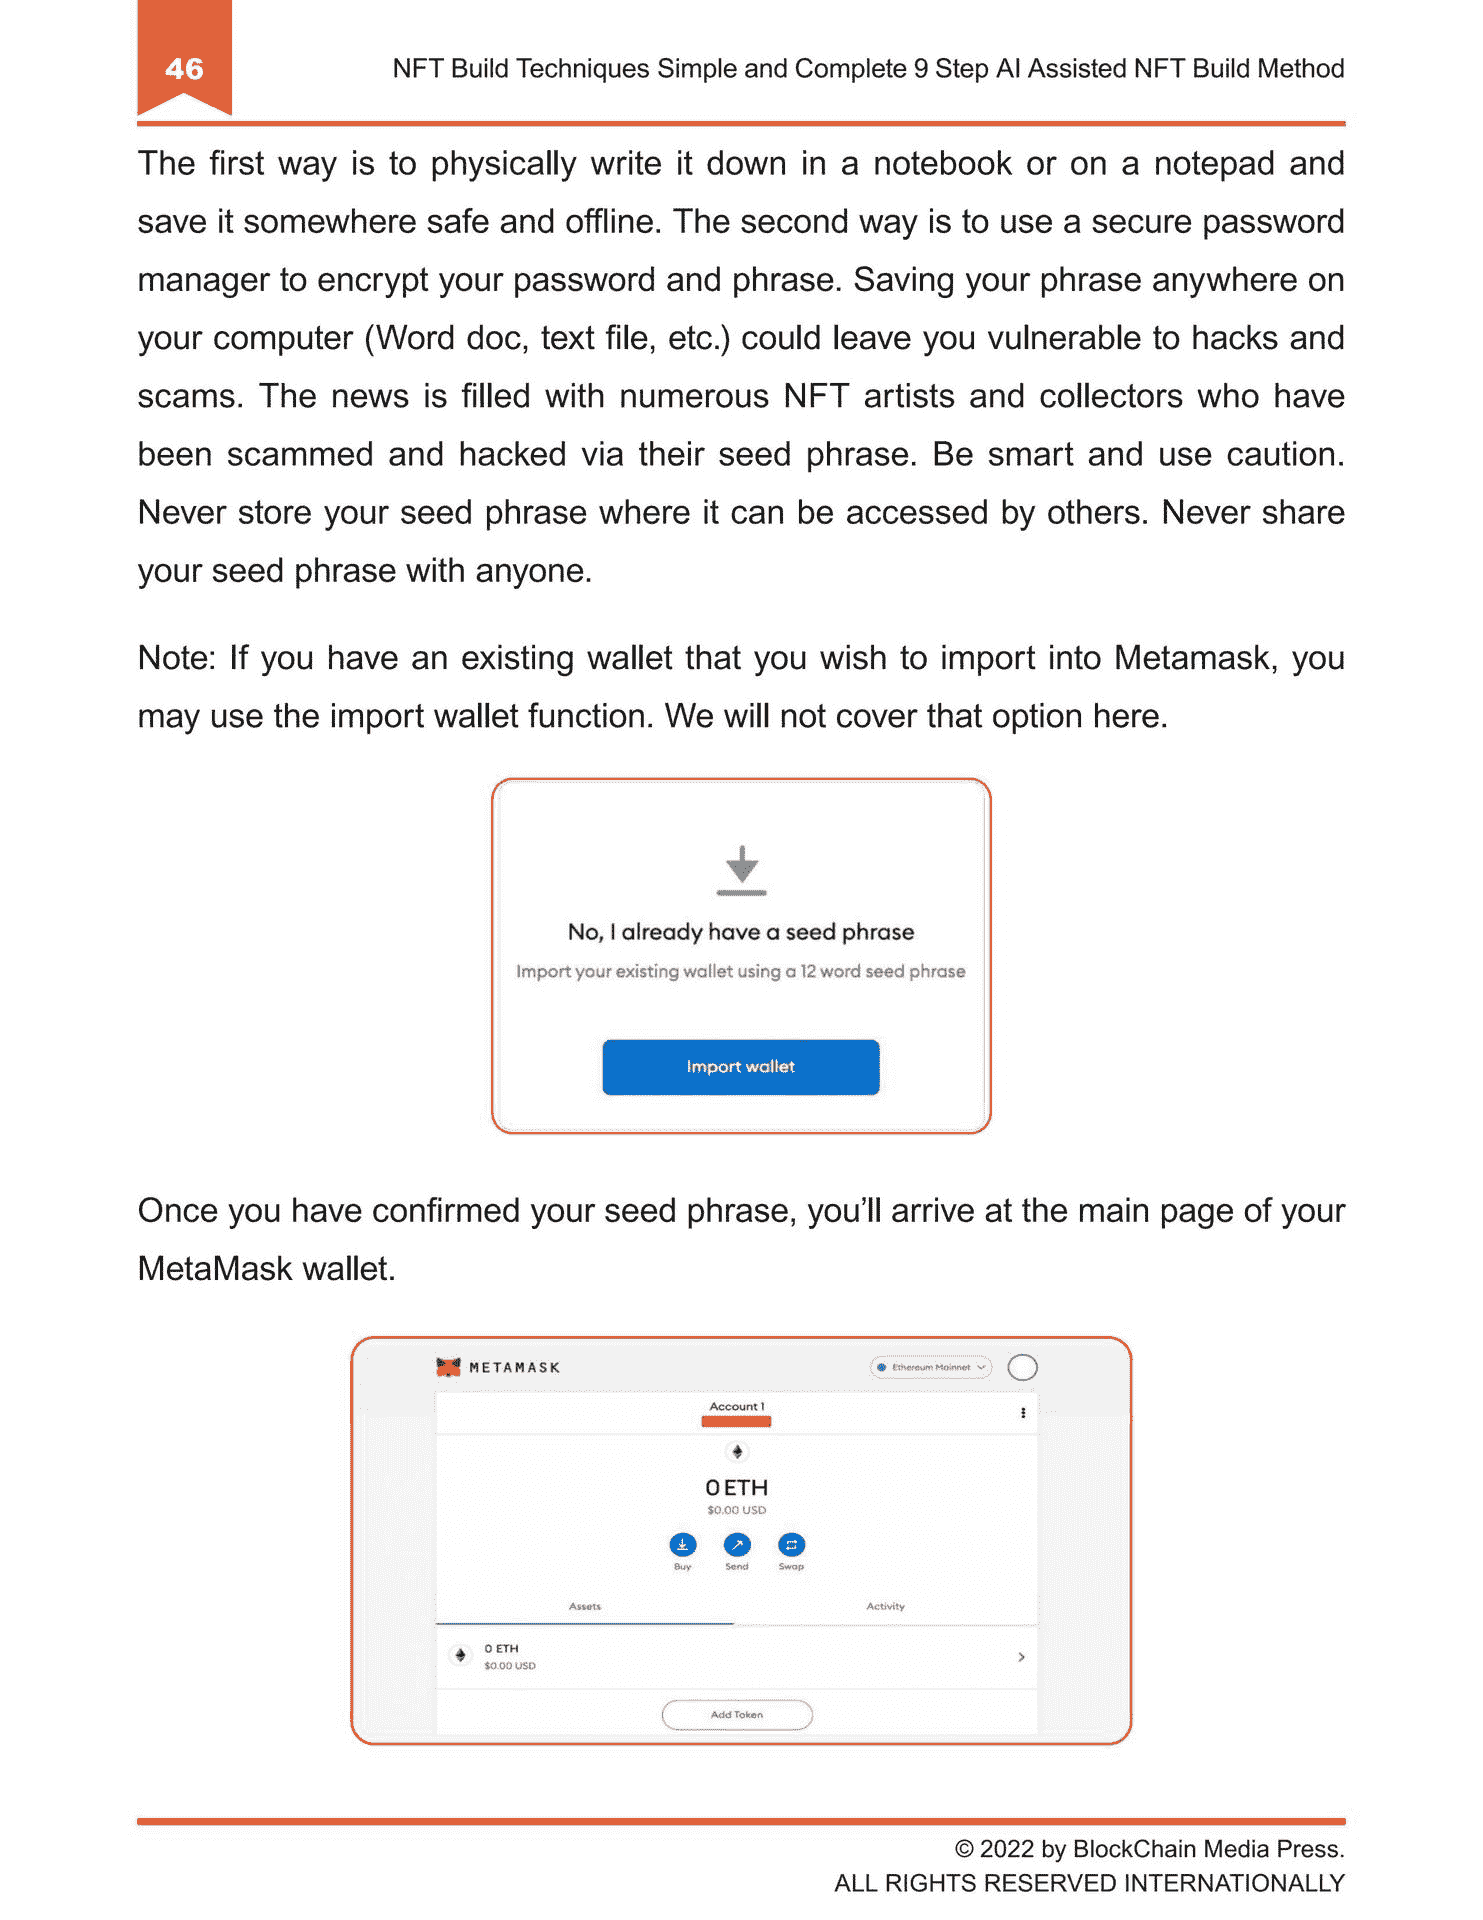 46
NFT Build Techniques Simple and Complete 9 Step AI Assisted NFT Build Method
The first way is to physically write it down in a notebook or on a notepad and
save it somewhere safe and offline. The second way is to use a secure password
manager to encrypt your password and phrase. Saving your phrase anywhere on
your computer (Word doc, text file, etc.) could leave you vulnerable to hacks and
scams. The news is filled with numerous NFT artists and collectors who have
been scammed and hacked via their seed phrase. Be smart and use caution.
Never store your seed phrase where it can be accessed by others. Never share
your seed phrase with anyone.
Note: If you have an existing wallet that you wish to import into Metamask, you
may use the import wallet function. We will not cover that option here.
No, I already have a seed phrase
Import your existing wallet using a 12 word seed phrase
Import wallet
Once you have confirmed your seed phrase, you’ll arrive at the main page of your
MetaMask wallet.
METAMASK
Ethereum Mainnet
Account 1
0 ETH
$0.00 USD
Buy Send Swap
Assets Activity
0 ETH
$0.00 USD
Add Token
© 2022 by BlockChain Media Press.
ALL RIGHTS RESERVED INTERNATIONALLY